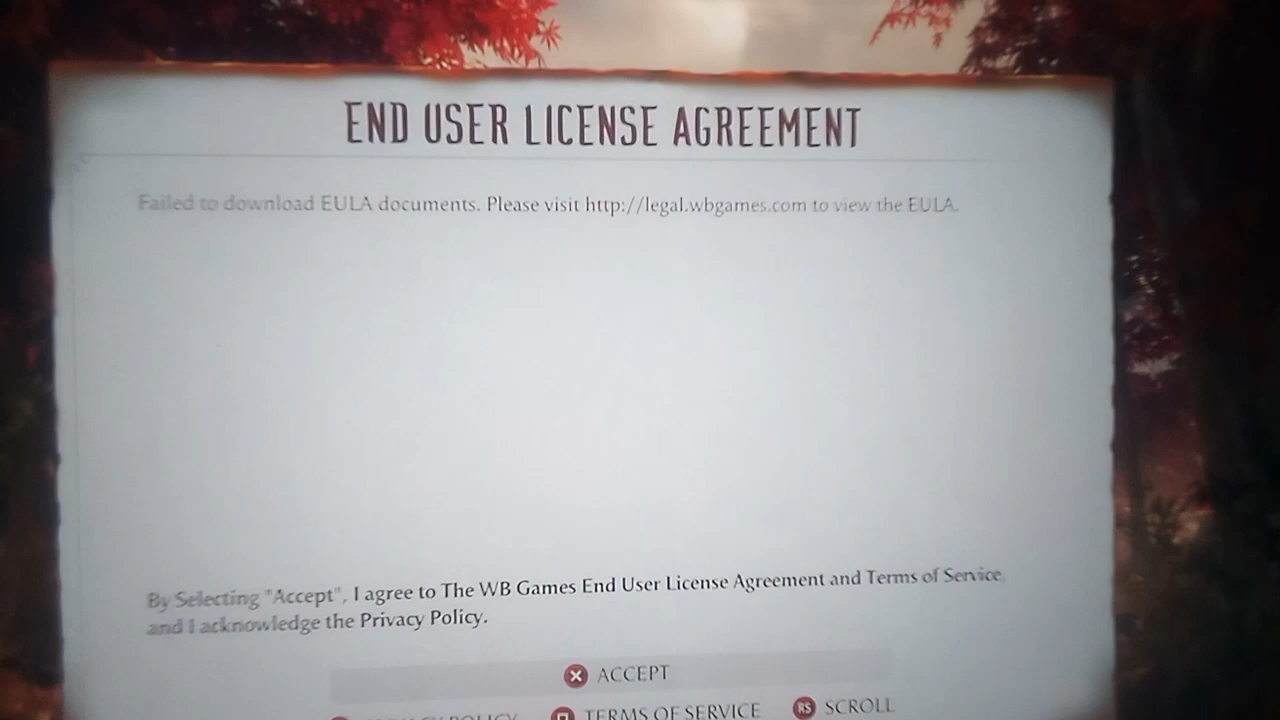 END USER LICENSE AGREEMENT
Failed to download EULA documents. Please visit http://legal.wbgames.com to view the EULA.
By Selecting "Accept", I agree to The WB Games End User License Agreement and Terms of Service
and I acknowledge the Privacy Policy.
ACCEPT
PRIVACY POLICY TERMS OF SERVICE RS SCROLL